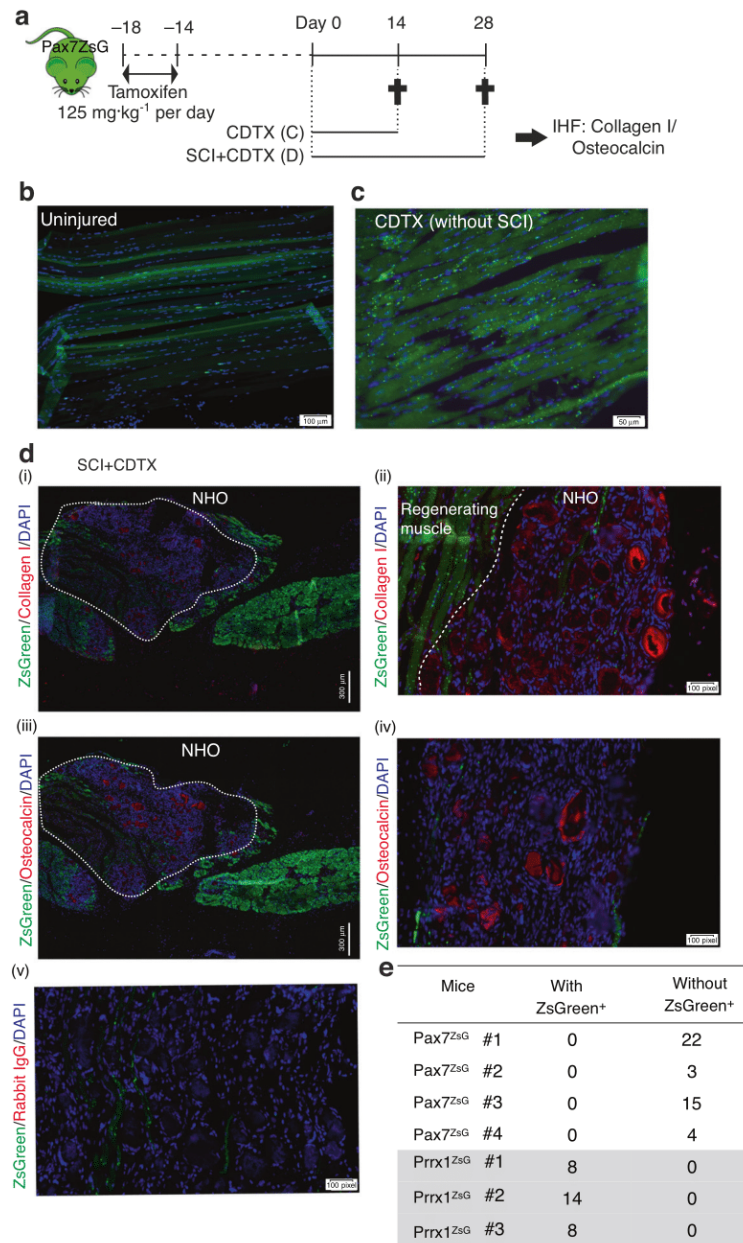 a
Pax7ZsG
–18
–14
Day 0
14
28
Tamoxifen
125 mg·kg⁻¹ per day
CDTX (C)
SCI+CDTX (D)
IHF: Collagen I/
Osteocalcin
b
Uninjured
100 µm
c
CDTX (without SCI)
50 µm
d
SCI+CDTX
(i)
ZsGreen/Collagen I/DAPI
NHO
300 µm
(ii)
ZsGreen/Collagen I/DAPI
Regenerating
muscle
NHO
100 pixel
(iii)
ZsGreen/Osteocalcin/DAPI
NHO
300 µm
(iv)
ZsGreen/Osteocalcin/DAPI
100 pixel
(v)
ZsGreen/Rabbit IgG/DAPI
100 pixel
e
Mice With ZsGreen⁺ Without ZsGreen⁺
Pax7ᶻˢᴳ #1 0 22
Pax7ᶻˢᴳ #2 0 3
Pax7ᶻˢᴳ #3 0 15
Pax7ᶻˢᴳ #4 0 4
Prrx1ᶻˢᴳ #1 8 0
Prrx1ᶻˢᴳ #2 14 0
Prrx1ᶻˢᴳ #3 8 0